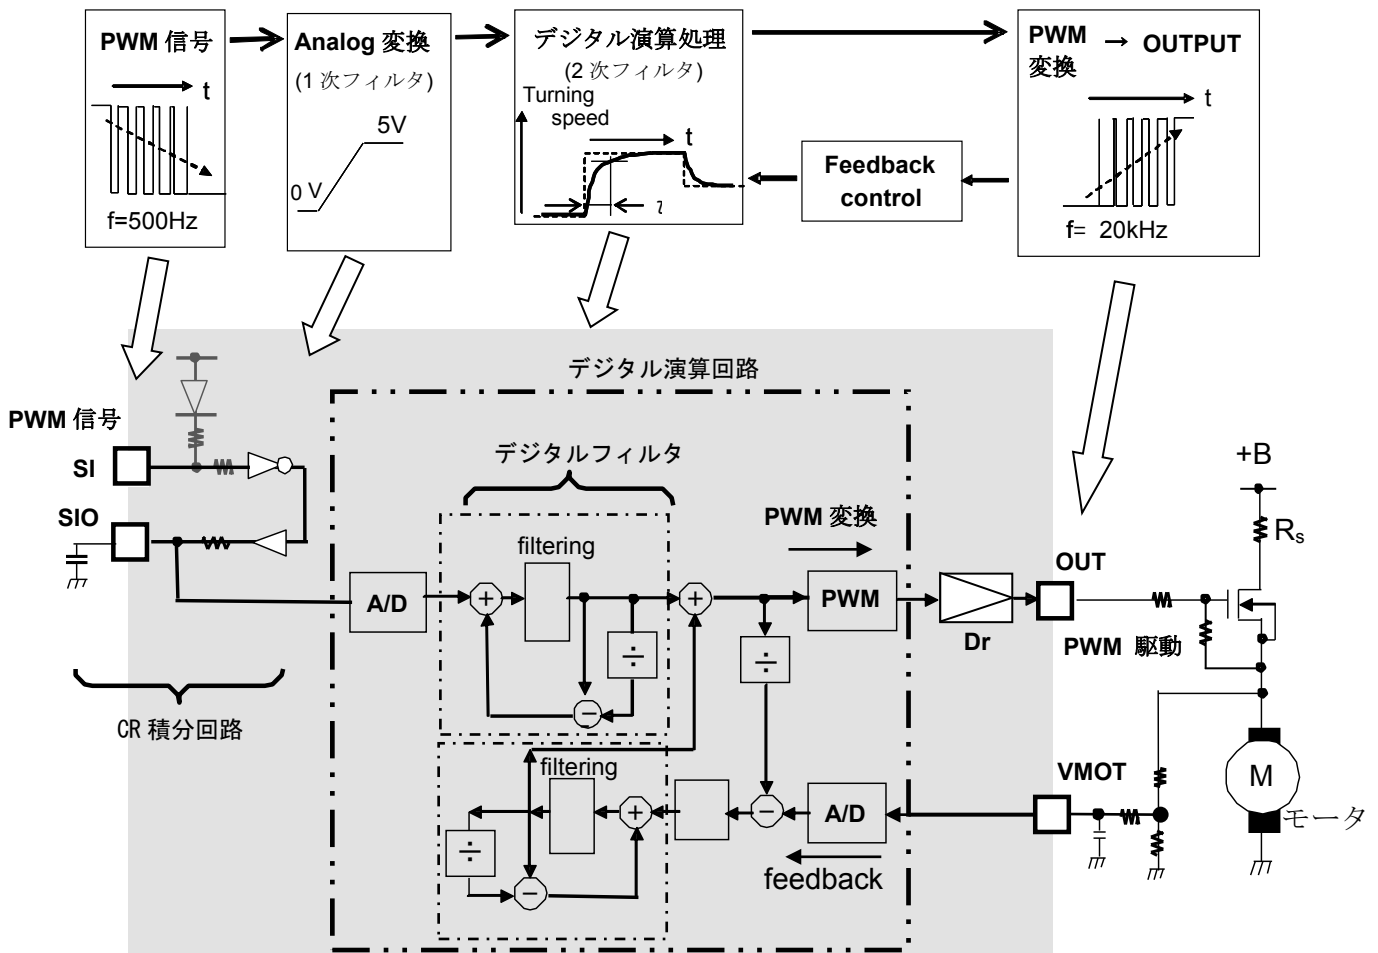 PWM 信号
t
f=500Hz
Analog 変換
(1 次フィルタ)
5V
0 V
デジタル演算処理
(2 次フィルタ)
Turning
speed
t
τ
Feedback
control
PWM → OUTPUT
変換
t
f= 20kHz
デジタル演算回路
PWM 信号
SI
SIO
CR 積分回路
デジタルフィルタ
filtering
A/D
+
+
÷
−
PWM 変換
PWM
÷
Dr
OUT
PWM 駆動
+B
Rs
filtering
÷
+
−
−
A/D
feedback
VMOT
M
モータ